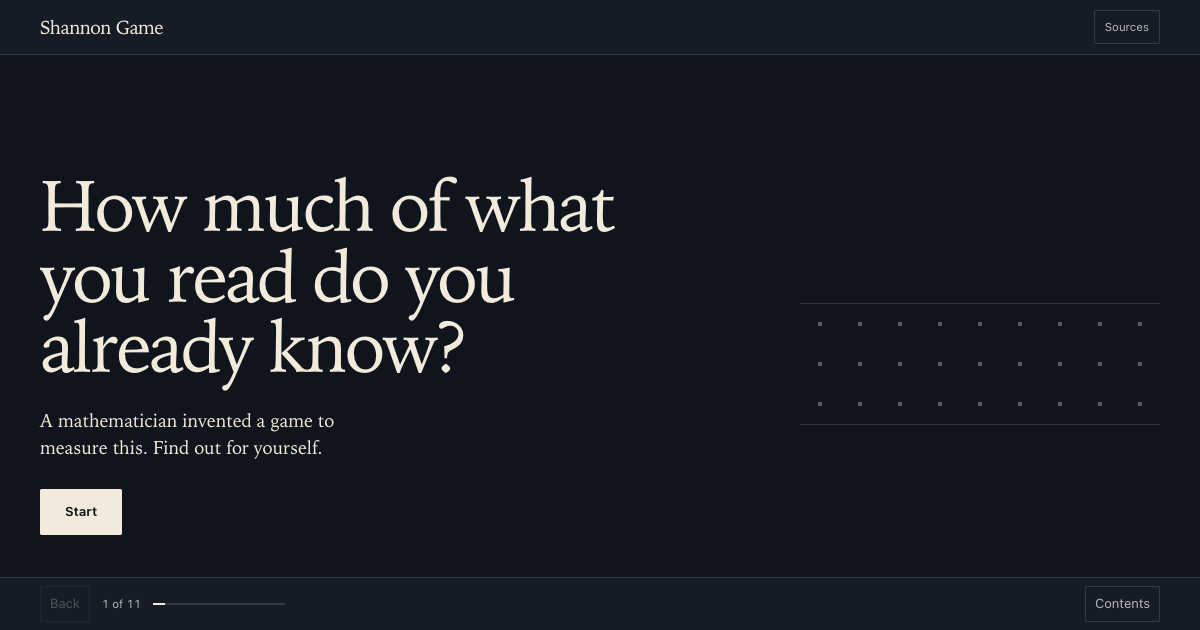 Shannon Game
Sources
How much of what
you read do you
already know?
A mathematician invented a game to
measure this. Find out for yourself.
Start
Back
1 of 11
Contents